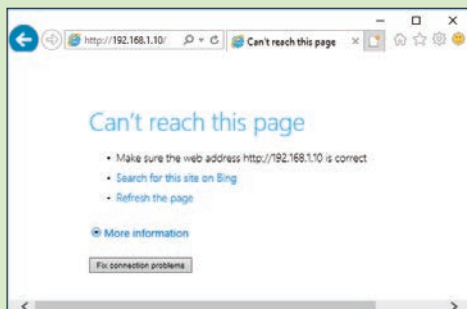 http://192.168.1.10/
Can't reach this page
Can't reach this page
Make sure the web address http://192.168.1.10 is correct
Search for this site on Bing
Refresh the page
More information
Fix connection problems